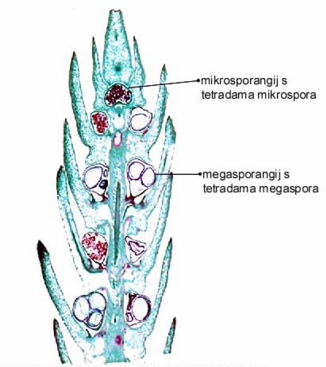 mikrosporangij s
tetradama mikrospora
megasporangij s
tetradama megaspora